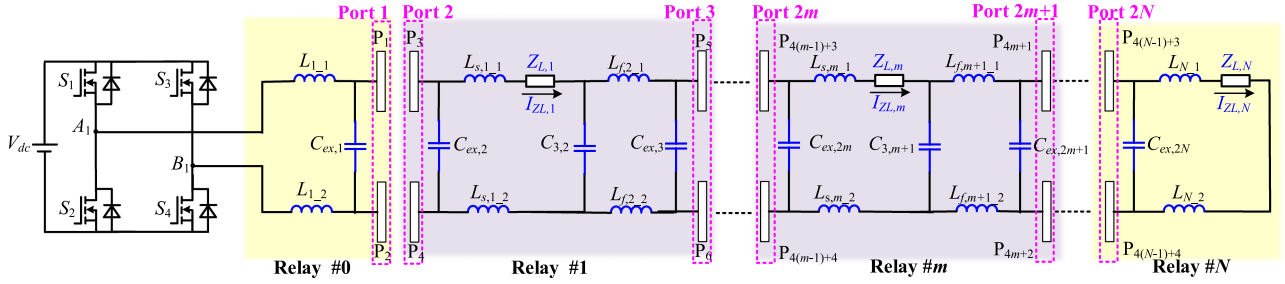 Port 1 Port 2 Port 3 Port 2m Port 2m+1 Port 2N
P1 P3 P5 P4(m-1)+3 P4m+1 P4(N-1)+3
S1 S3 L1_1 Ls,1_1 ZL,1 Lf,2_1 Ls,m_1 ZL,m Lf,m+1_1 LN_1 ZL,N
IZL,1 IZL,m IZL,N
Vdc A1 B1 Cex,1 Cex,2 C3,2 Cex,3 Cex,2m C3,m+1 Cex,2m+1 Cex,2N
S2 S4 L1_2 Ls,1_2 Lf,2_2 Ls,m_2 Lf,m+1_2 LN_2
P2 P4 P6 P4(m-1)+4 P4m+2 P4(N-1)+4
Relay #0 Relay #1 Relay #m Relay #N